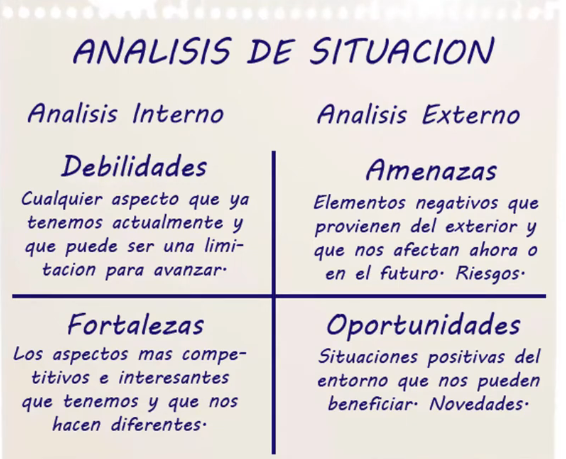 ANALISIS DE SITUACION
Analisis Interno
Analisis Externo
Debilidades
Cualquier aspecto que ya
tenemos actualmente y
que puede ser una limi-
tacion para avanzar.
Amenazas
Elementos negativos que
provienen del exterior y
que nos afectan ahora o
en el futuro. Riesgos.
Fortalezas
Los aspectos mas compe-
titivos e interesantes
que tenemos y que nos
hacen diferentes.
Oportunidades
Situaciones positivas del
entorno que nos pueden
beneficiar. Novedades.